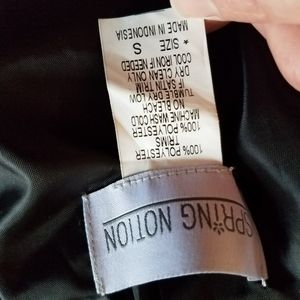 SPRING NOTION
100% POLYESTER
TRIMS
100% POLYESTER
MACHINE WASH COLD
NO BLEACH
TUMBLE DRY LOW
IF SATIN TRIM
DRY CLEAN ONLY
COOL IRON IF NEEDED
* SIZE S
MADE IN INDONESIA